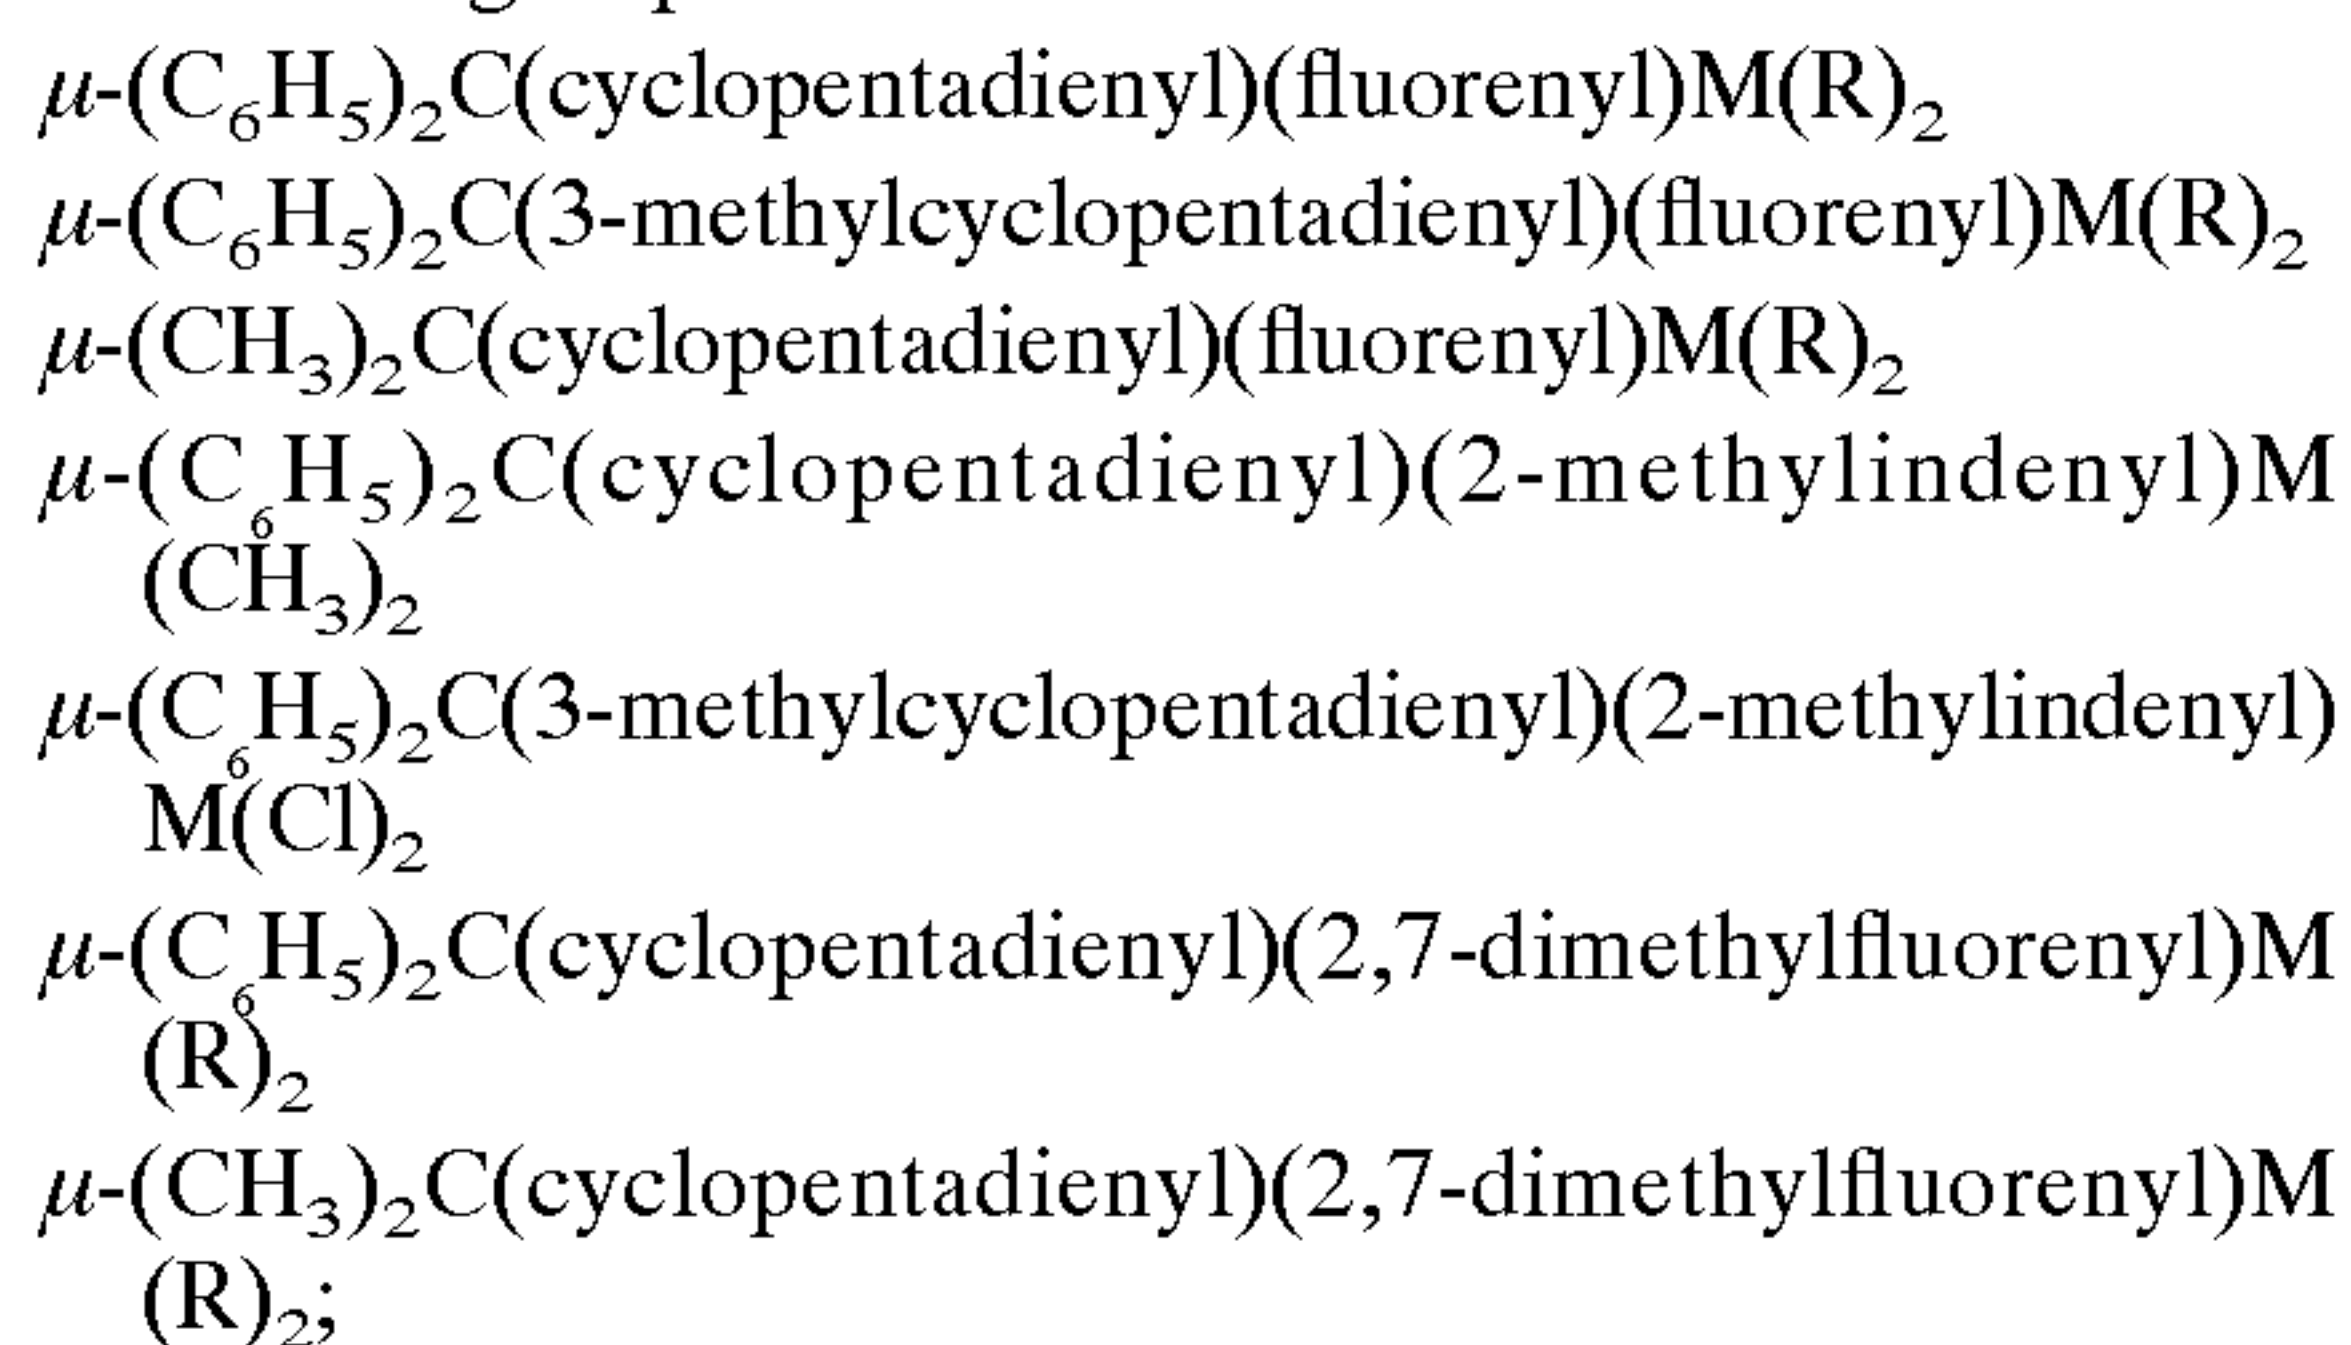 μ-(C₆H₅)₂C(cyclopentadienyl)(fluorenyl)M(R)₂
μ-(C₆H₅)₂C(3-methylcyclopentadienyl)(fluorenyl)M(R)₂
μ-(CH₃)₂C(cyclopentadienyl)(fluorenyl)M(R)₂
μ-(C₆H₅)₂C(cyclopentadienyl)(2-methylindenyl)M
(CH₃)₂
μ-(C₆H₅)₂C(3-methylcyclopentadienyl)(2-methylindenyl)
M(Cl)₂
μ-(C₆H₅)₂C(cyclopentadienyl)(2,7-dimethylfluorenyl)M
(R)₂
μ-(CH₃)₂C(cyclopentadienyl)(2,7-dimethylfluorenyl)M
(R)₂;